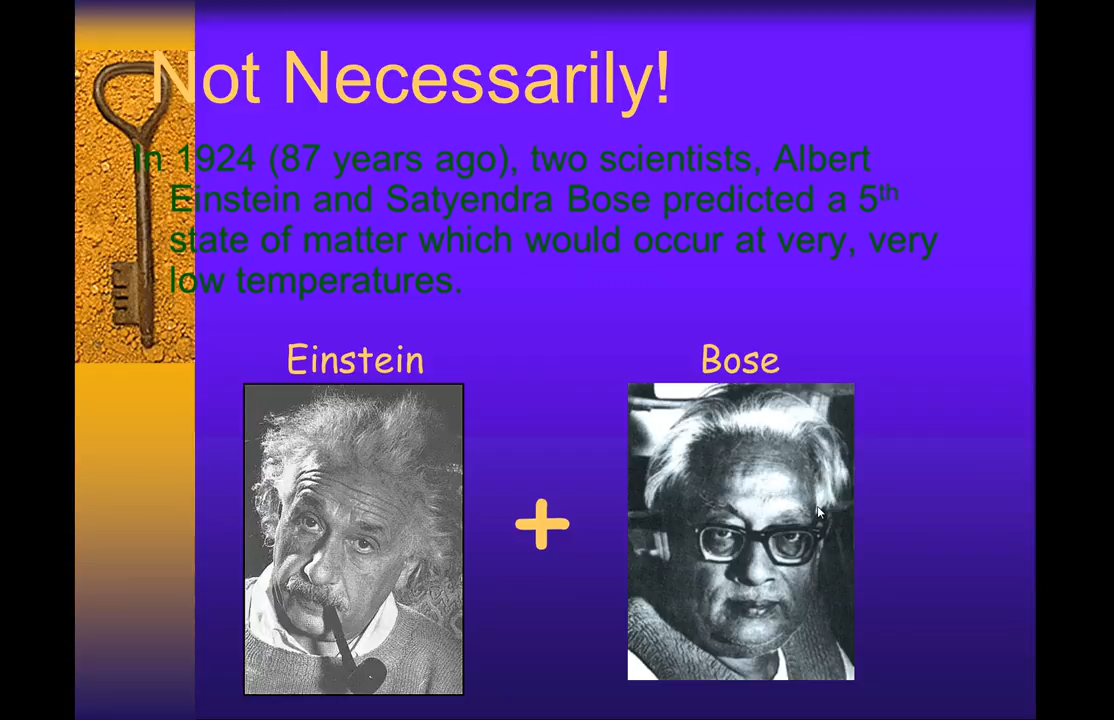 Not Necessarily!
In 1924 (87 years ago), two scientists, Albert
Einstein and Satyendra Bose predicted a 5th
state of matter which would occur at very, very
low temperatures.
Einstein
Bose
+